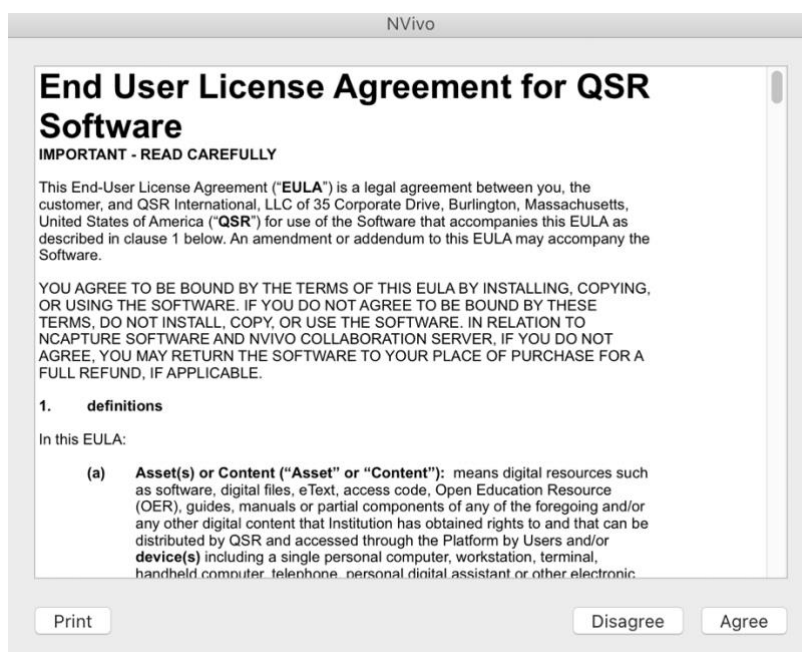 NVivo
End User License Agreement for QSR
Software
IMPORTANT - READ CAREFULLY
This End-User License Agreement (“EULA”) is a legal agreement between you, the
customer, and QSR International, LLC of 35 Corporate Drive, Burlington, Massachusetts,
United States of America (“QSR”) for use of the Software that accompanies this EULA as
described in clause 1 below. An amendment or addendum to this EULA may accompany the
Software.
YOU AGREE TO BE BOUND BY THE TERMS OF THIS EULA BY INSTALLING, COPYING,
OR USING THE SOFTWARE. IF YOU DO NOT AGREE TO BE BOUND BY THESE
TERMS, DO NOT INSTALL, COPY, OR USE THE SOFTWARE. IN RELATION TO
NCAPTURE SOFTWARE AND NVIVO COLLABORATION SERVER, IF YOU DO NOT
AGREE, YOU MAY RETURN THE SOFTWARE TO YOUR PLACE OF PURCHASE FOR A
FULL REFUND, IF APPLICABLE.
1. definitions
In this EULA:
(a) Asset(s) or Content (“Asset” or “Content”): means digital resources such
as software, digital files, eText, access code, Open Education Resource
(OER), guides, manuals or partial components of any of the foregoing and/or
any other digital content that Institution has obtained rights to and that can be
distributed by QSR and accessed through the Platform by Users and/or
device(s) including a single personal computer, workstation, terminal,
handheld computer, telephone, personal digital assistant or other electronic
Print
Disagree
Agree